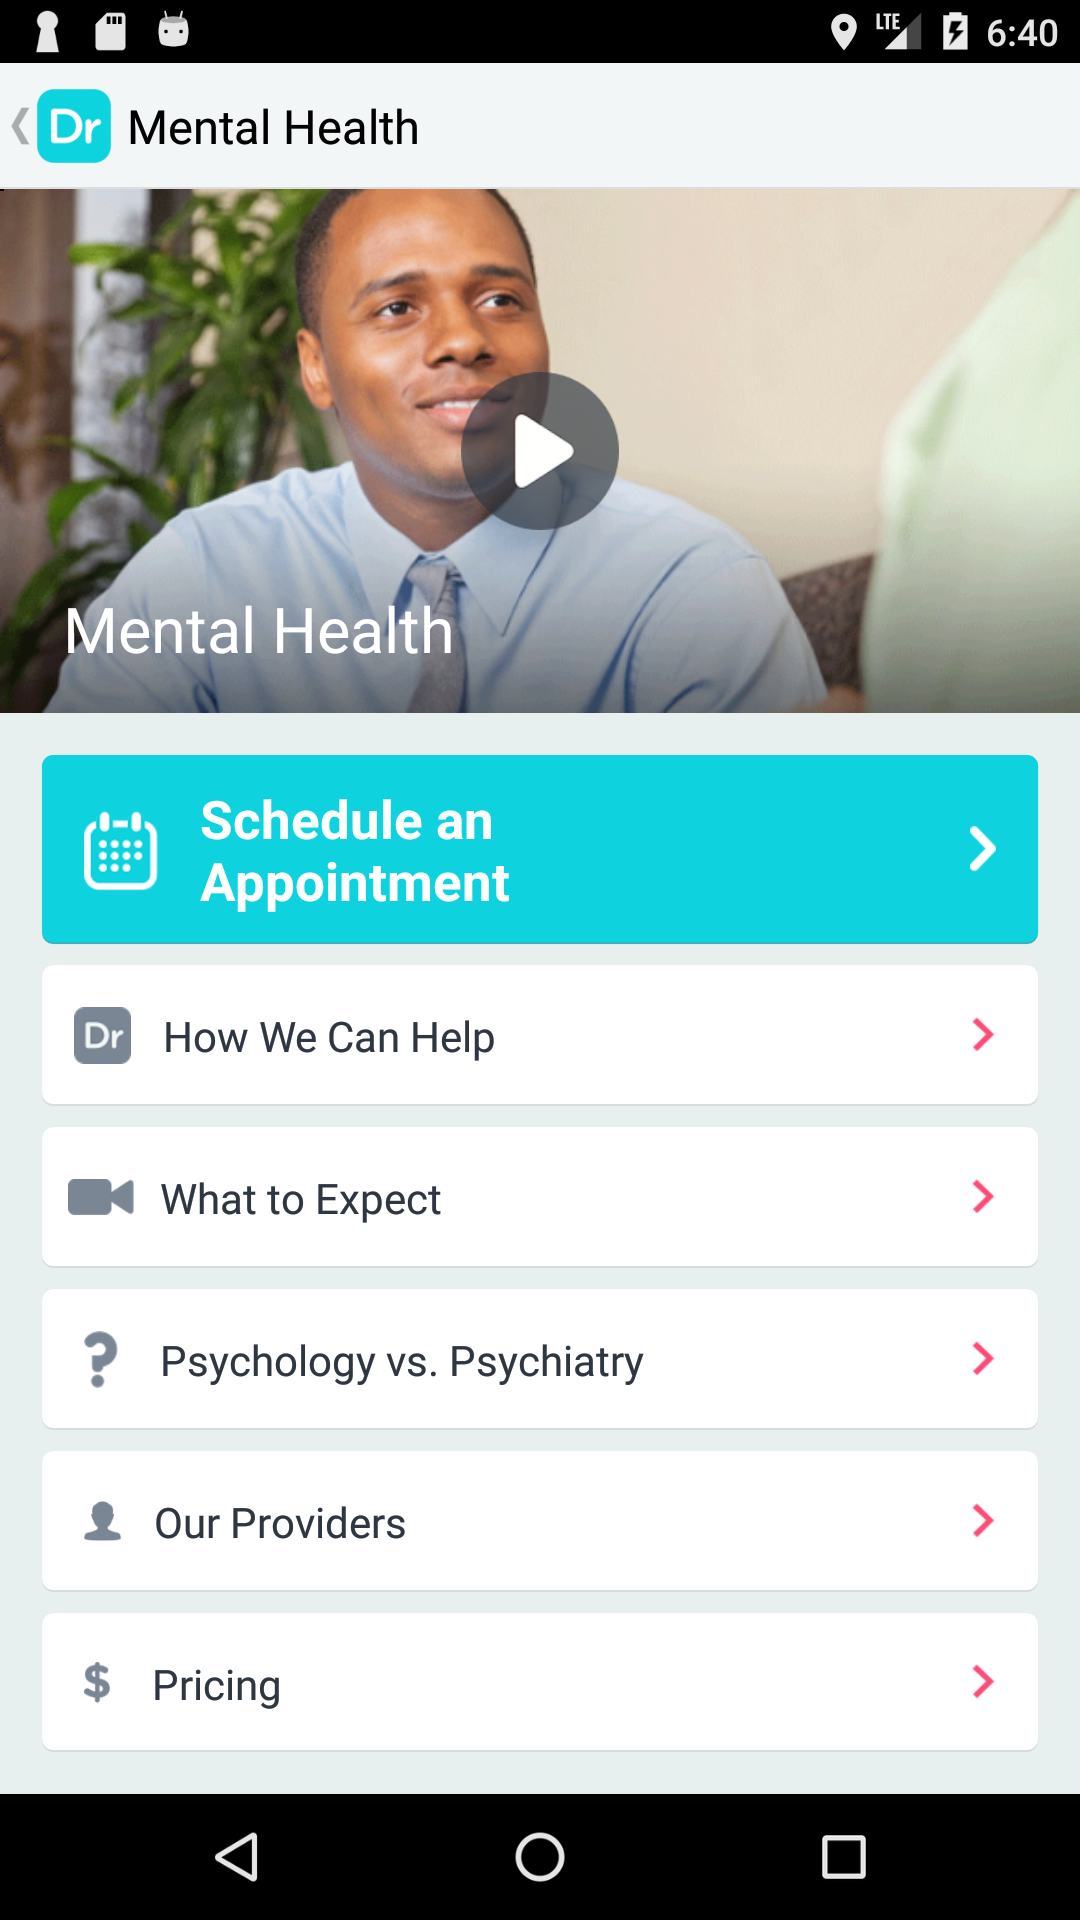 LTE 6:40
Dr Mental Health
Mental Health
Schedule an
Appointment
Dr How We Can Help
What to Expect
? Psychology vs. Psychiatry
Our Providers
$ Pricing